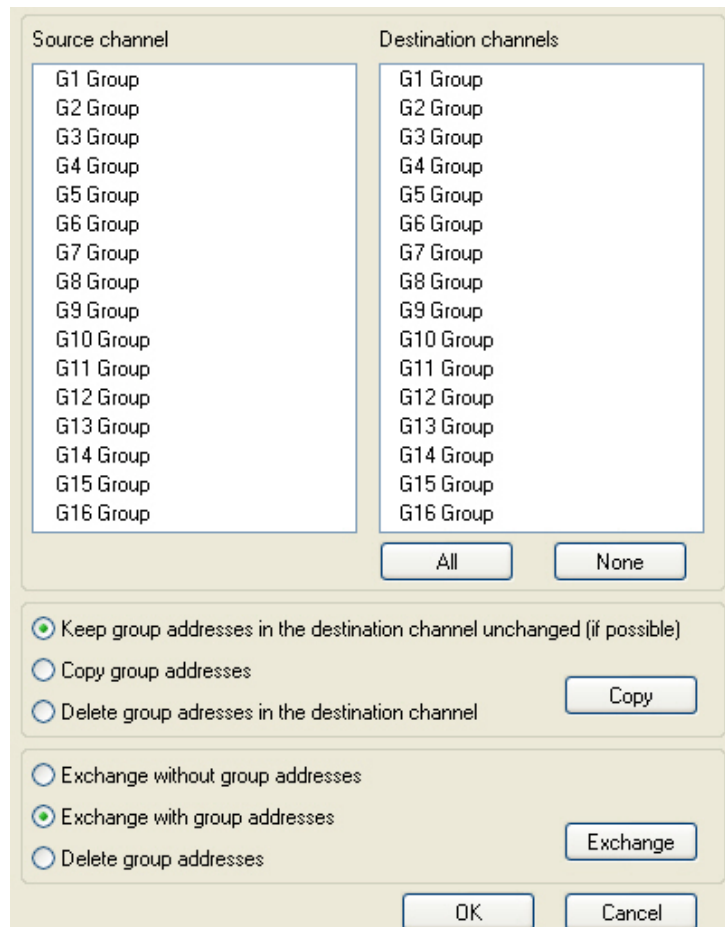 Source channel
G1 Group
G2 Group
G3 Group
G4 Group
G5 Group
G6 Group
G7 Group
G8 Group
G9 Group
G10 Group
G11 Group
G12 Group
G13 Group
G14 Group
G15 Group
G16 Group
Destination channels
G1 Group
G2 Group
G3 Group
G4 Group
G5 Group
G6 Group
G7 Group
G8 Group
G9 Group
G10 Group
G11 Group
G12 Group
G13 Group
G14 Group
G15 Group
G16 Group
All
None
Keep group addresses in the destination channel unchanged (if possible)
Copy group addresses
Delete group adresses in the destination channel
Copy
Exchange without group addresses
Exchange with group addresses
Delete group addresses
Exchange
OK
Cancel